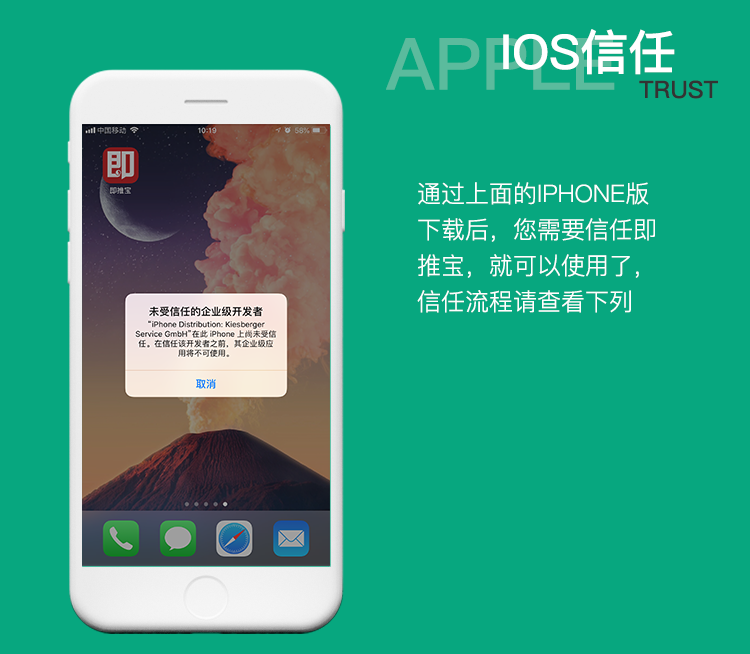 APPLE
IOS信任
TRUST
通过上面的IPHONE版
下载后，您需要信任即
推宝，就可以使用了，
信任流程请查看下列
中国移动
10:19
58%
即
即推宝
未受信任的企业级开发者
“iPhone Distribution: Kiesberger
Service GmbH”在此 iPhone 上尚未受信
任。在信任该开发者之前，其企业级应
用将不可使用。
取消